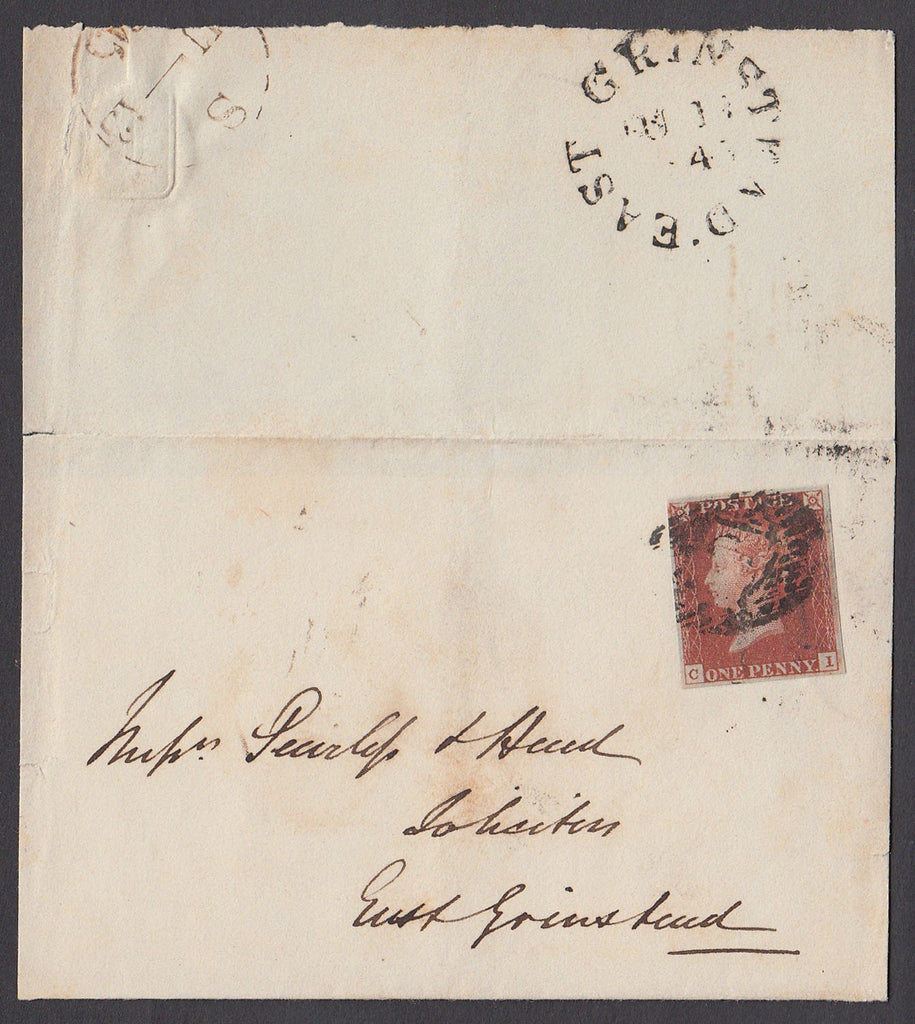 EAST GRINSTEAD
POSTAGE
C ONE PENNY I
Messrs. Pearless & Head
Solicitors
East Grinstead